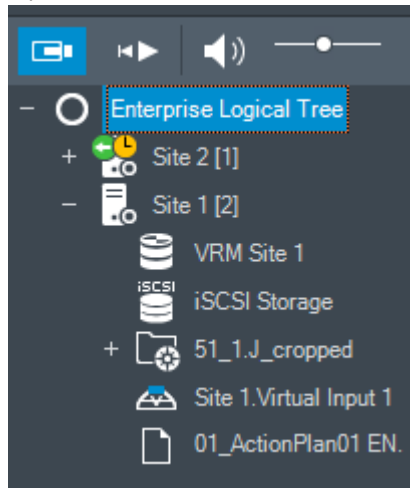 Enterprise Logical Tree
Site 2 [1]
Site 1 [2]
VRM Site 1
iSCSI
iSCSI Storage
51_1.J_cropped
Site 1.Virtual Input 1
01_ActionPlan01 EN.